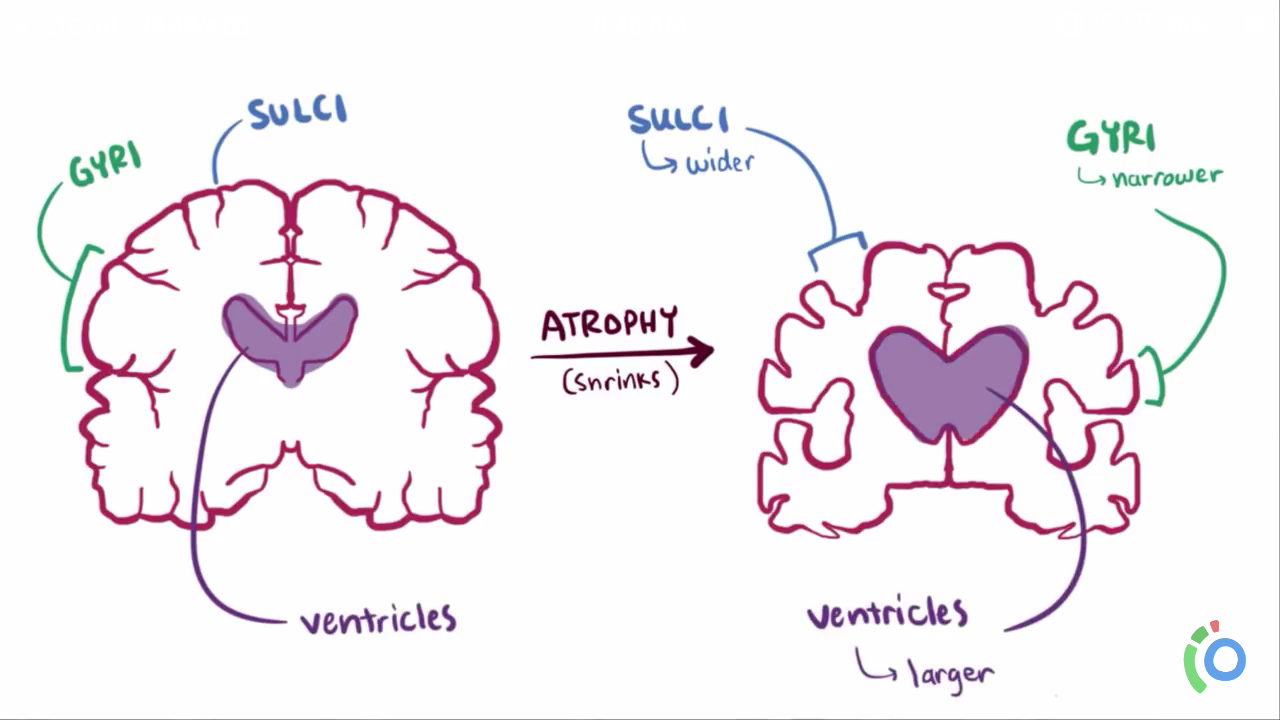 SULCI
GYRI
ventricles
ATROPHY
(shrinks)
SULCI
↳ wider
GYRI
↳ narrower
ventricles
↳ larger